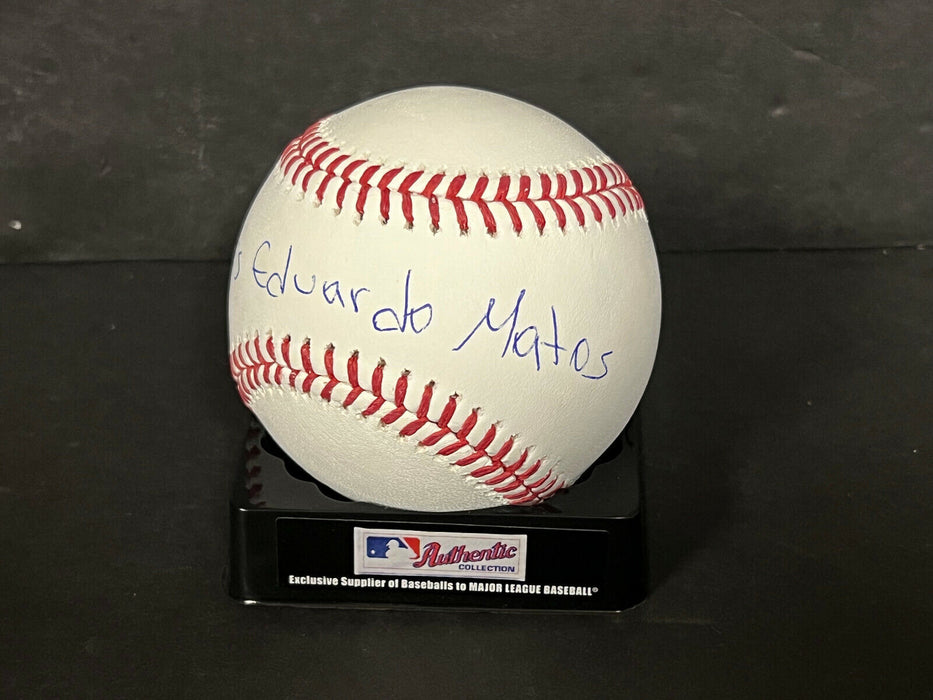 s Eduardo Matos
Authentic
COLLECTION
Exclusive Supplier of Baseballs to MAJOR LEAGUE BASEBALL®